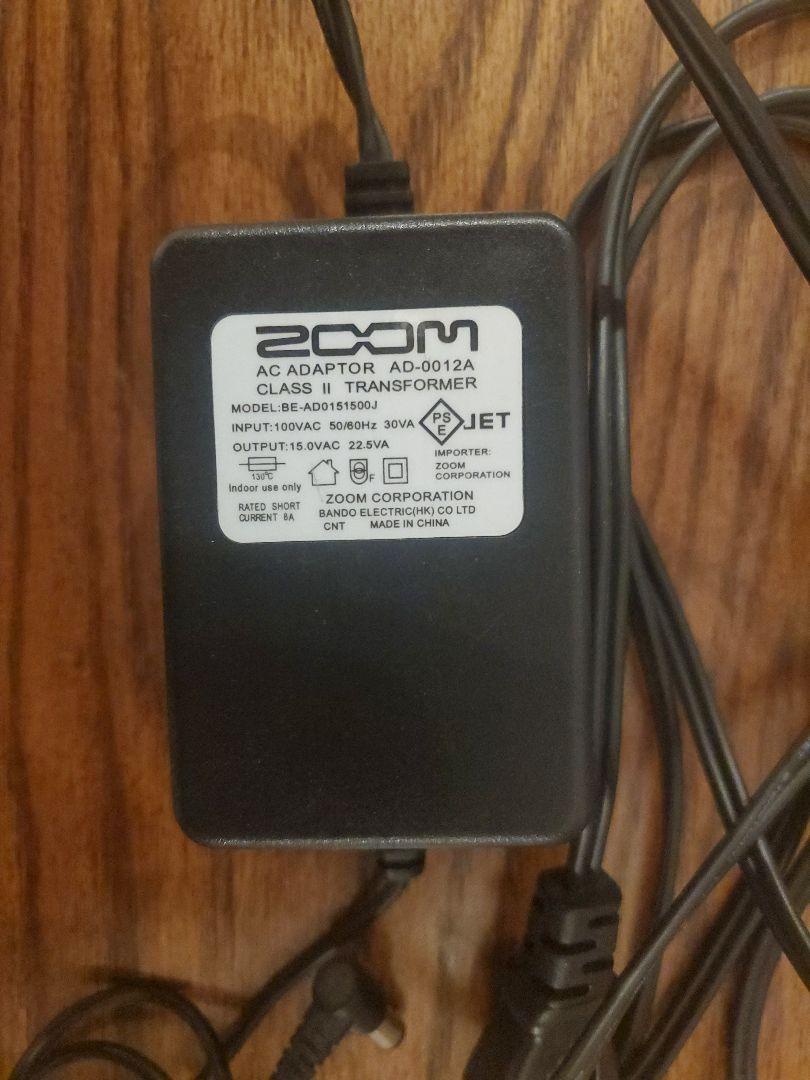 ZOOM
AC ADAPTOR AD-0012A
CLASS II TRANSFORMER
MODEL:BE-AD0151500J
INPUT:100VAC 50/60Hz 30VA
PS
E
JET
OUTPUT:15.0VAC 22.5VA
IMPORTER:
ZOOM
CORPORATION
130°C
F
Indoor use only
RATED SHORT
CURRENT 8A
ZOOM CORPORATION
BANDO ELECTRIC(HK) CO LTD
CNT MADE IN CHINA